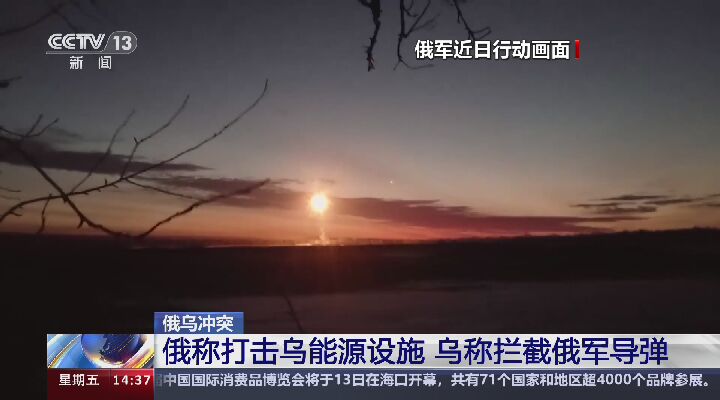 CCTV 13
新闻
俄军近日行动画面
俄乌冲突
俄称打击乌能源设施 乌称拦截俄军导弹
星期五 14:37 届中国国际消费品博览会将于13日在海口开幕，共有71个国家和地区超4000个品牌参展。